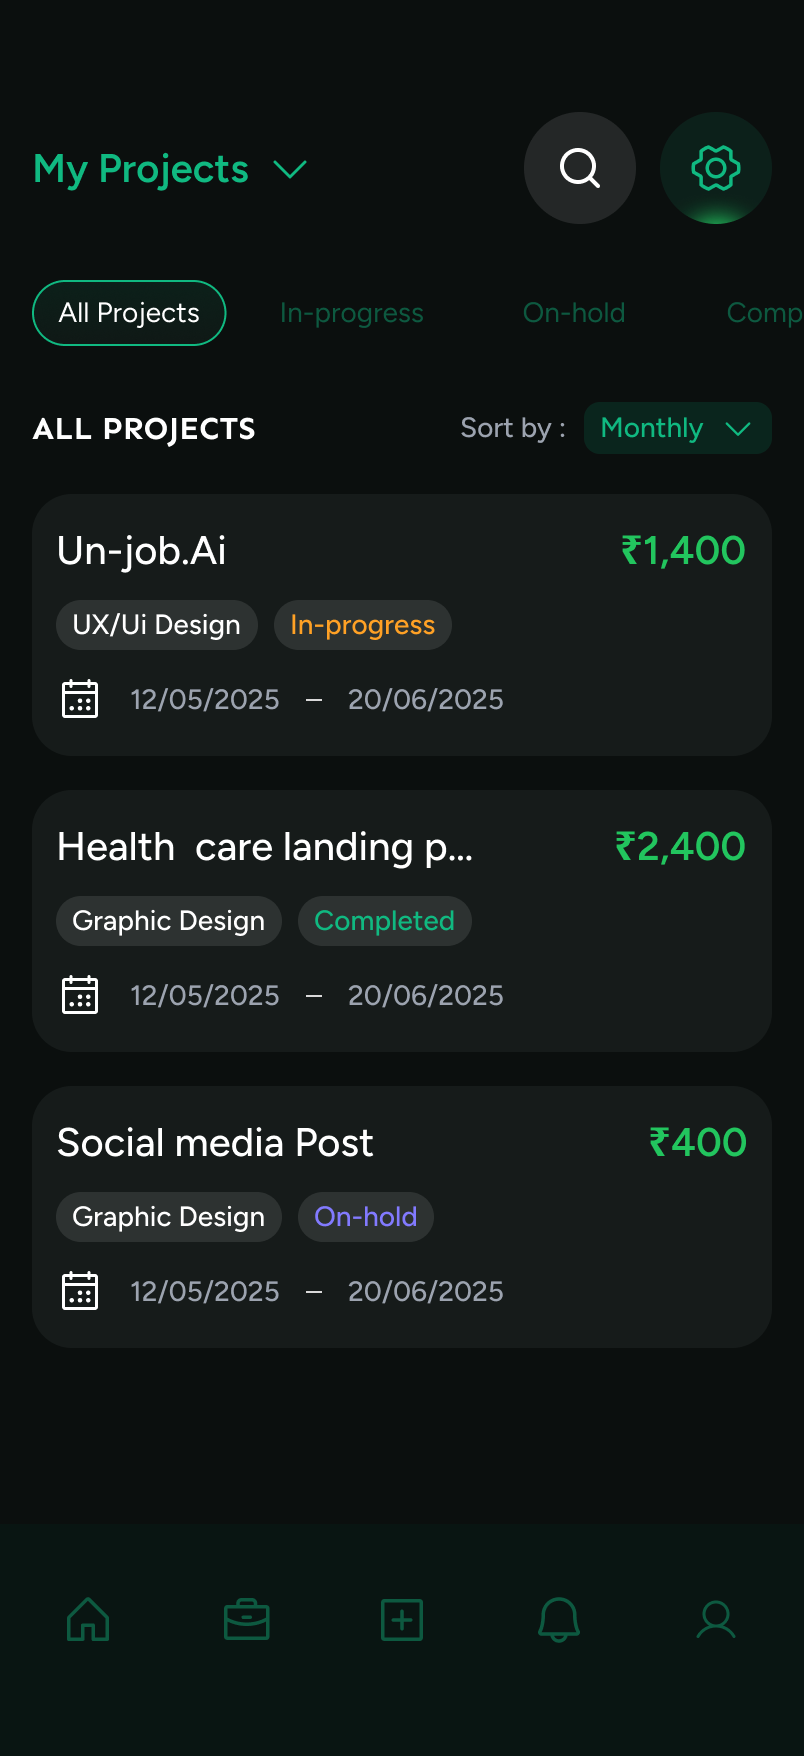 My Projects
All Projects In-progress On-hold Comp
ALL PROJECTS Sort by : Monthly
Un-job.Ai ₹1,400
UX/Ui Design In-progress
12/05/2025 – 20/06/2025
Health  care landing p... ₹2,400
Graphic Design Completed
12/05/2025 – 20/06/2025
Social media Post ₹400
Graphic Design On-hold
12/05/2025 – 20/06/2025